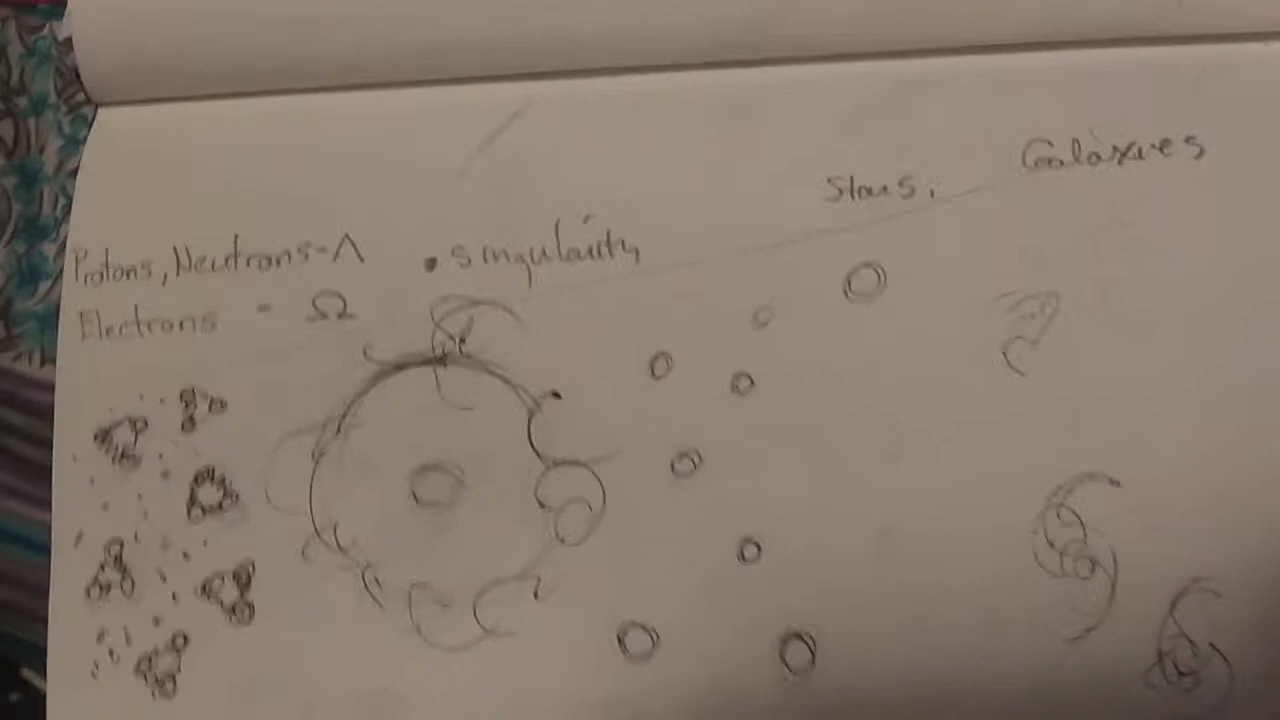 Protons, Neutrons - Λ
Electrons - Ω
• singularity
Stars,
Galaxies